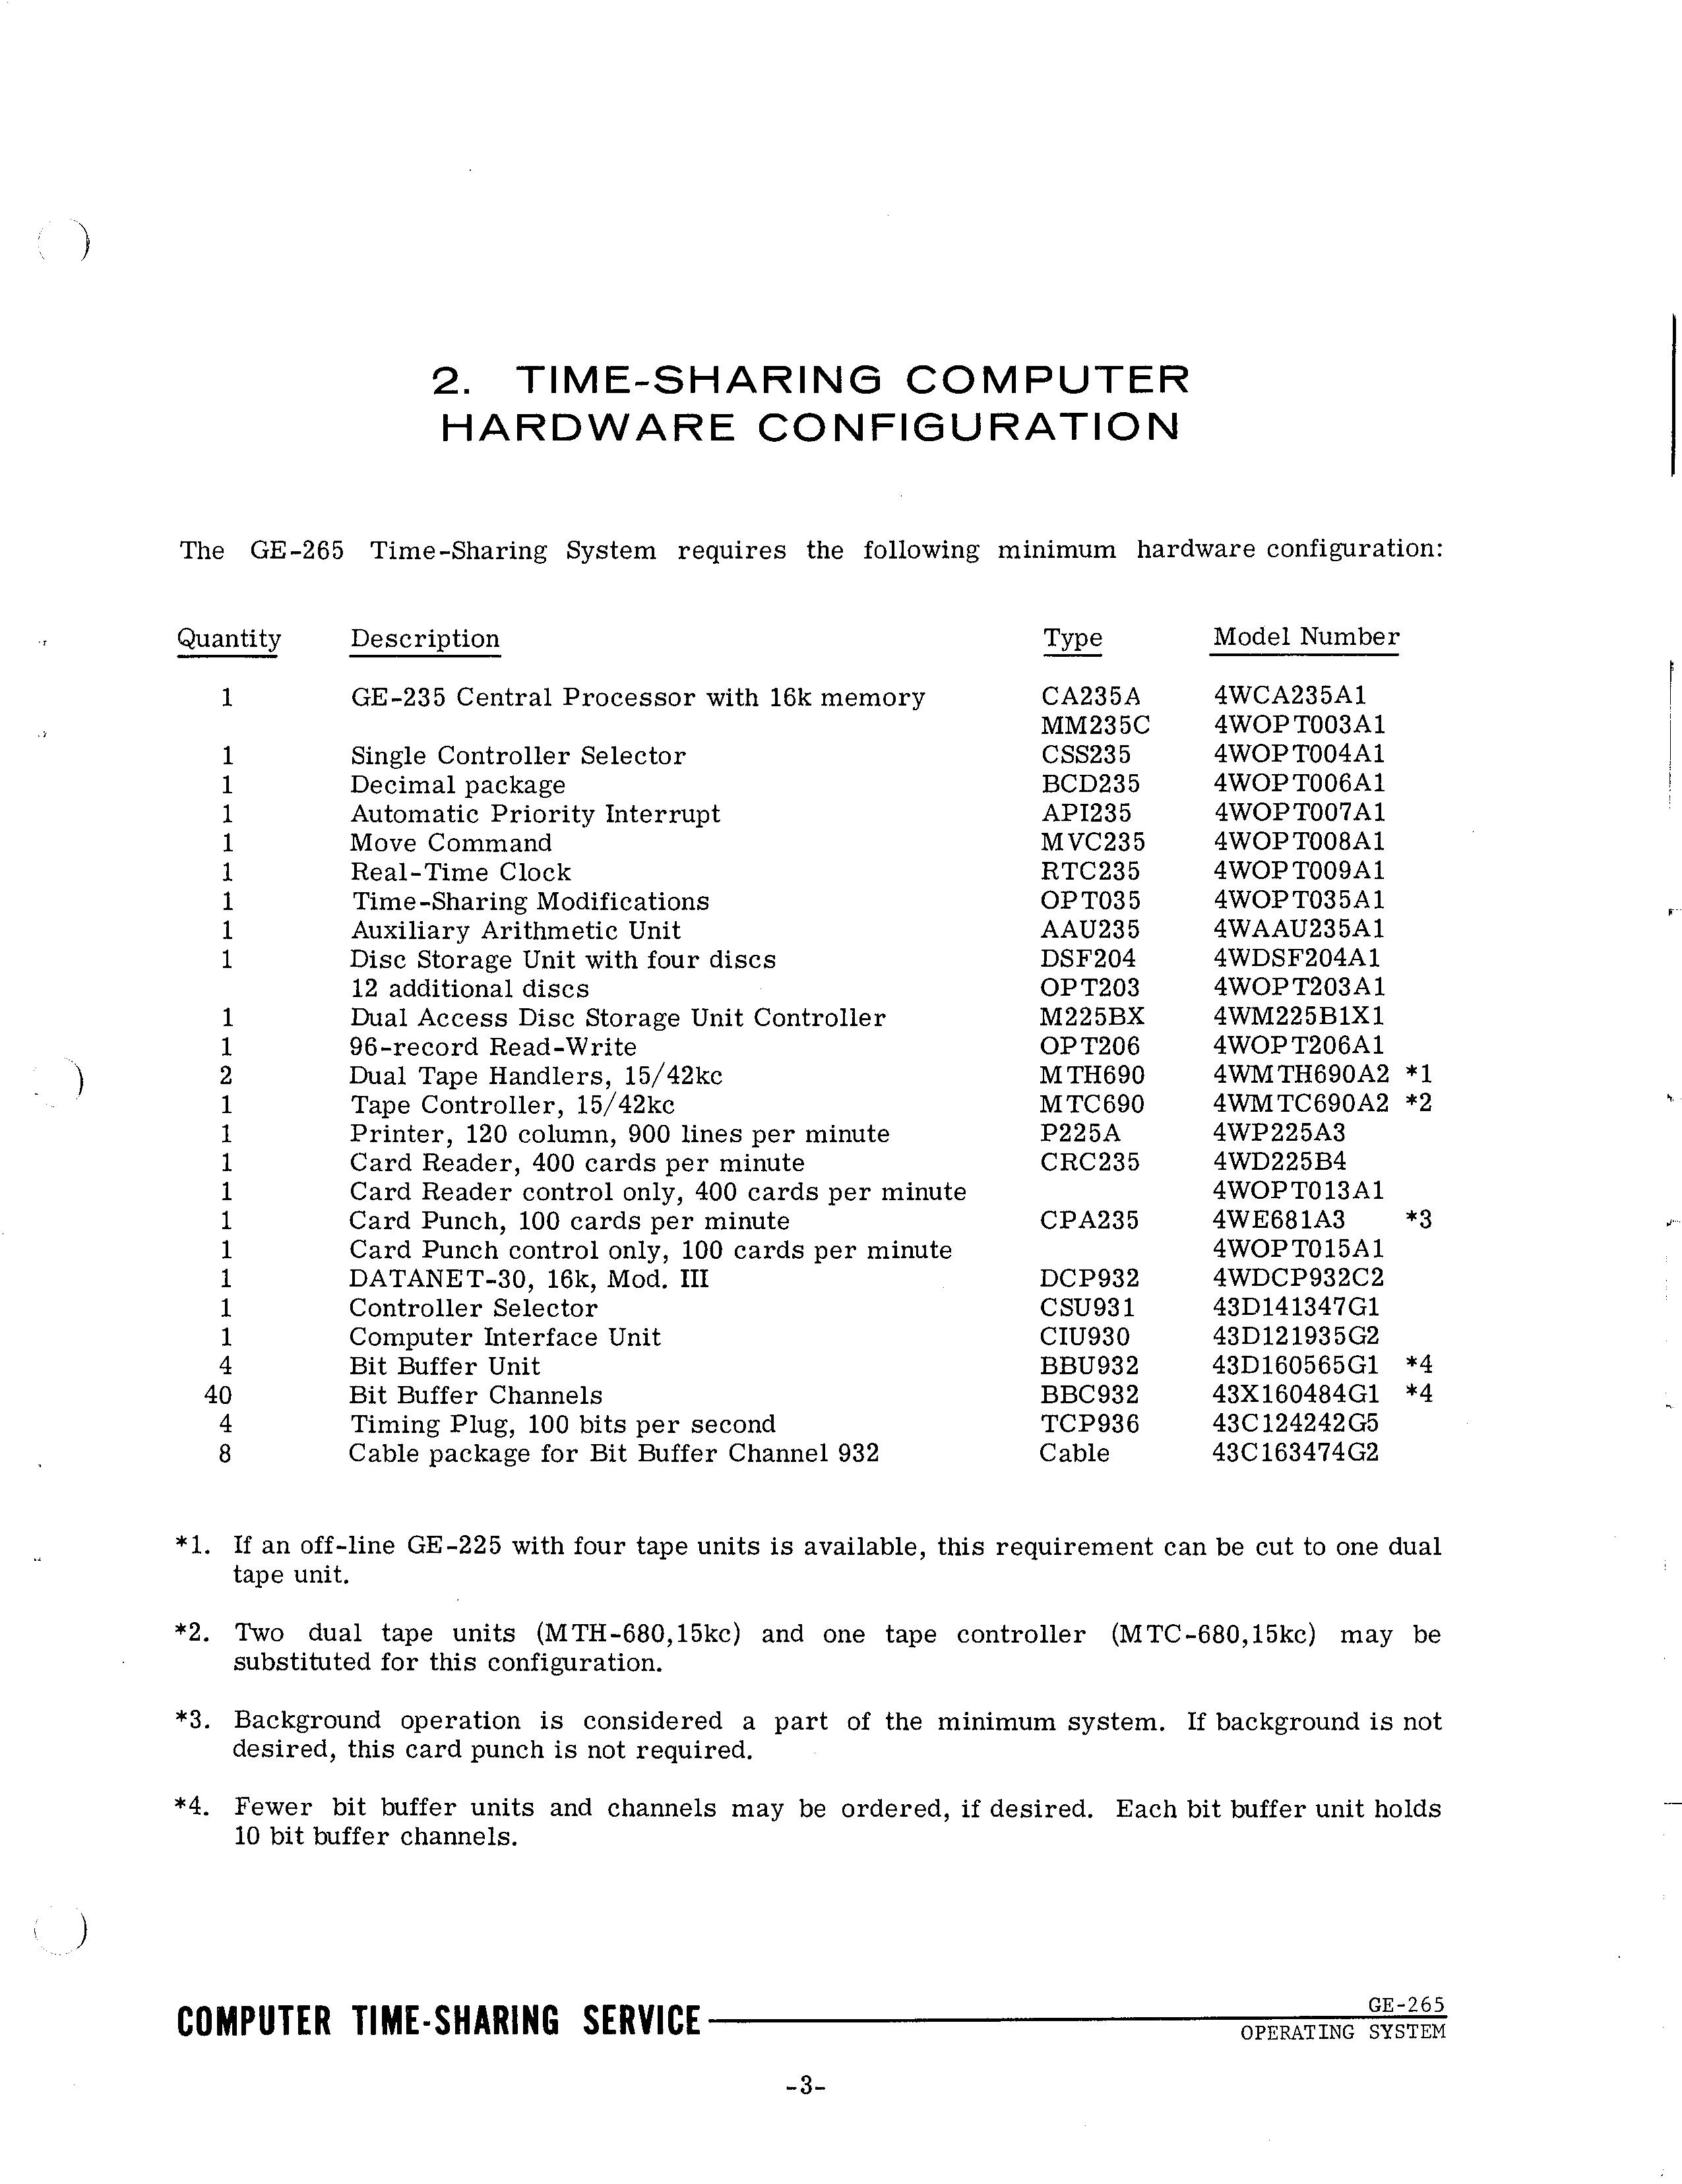 2. TIME-SHARING COMPUTER
HARDWARE CONFIGURATION
The GE-265 Time-Sharing System requires the following minimum hardware configuration:
Quantity Description Type Model Number
1 GE-235 Central Processor with 16k memory CA235A 4WCA235A1
MM235C 4WOPT003A1
1 Single Controller Selector CSS235 4WOPT004A1
1 Decimal package BCD235 4WOPT006A1
1 Automatic Priority Interrupt API235 4WOPT007A1
1 Move Command MVC235 4WOPT008A1
1 Real-Time Clock RTC235 4WOPT009A1
1 Time-Sharing Modifications OPT035 4WOPT035A1
1 Auxiliary Arithmetic Unit AAU235 4WAAU235A1
1 Disc Storage Unit with four discs DSF204 4WDSF204A1
12 additional discs OPT203 4WOPT203A1
1 Dual Access Disc Storage Unit Controller M225BX 4WM225B1X1
1 96-record Read-Write OPT206 4WOPT206A1
2 Dual Tape Handlers, 15/42kc MTH690 4WMTH690A2 *1
1 Tape Controller, 15/42kc MTC690 4WMTC690A2 *2
1 Printer, 120 column, 900 lines per minute P225A 4WP225A3
1 Card Reader, 400 cards per minute CRC235 4WD225B4
1 Card Reader control only, 400 cards per minute 4WOPT013A1
1 Card Punch, 100 cards per minute CPA235 4WE681A3 *3
1 Card Punch control only, 100 cards per minute 4WOPT015A1
1 DATANET-30, 16k, Mod. III DCP932 4WDCP932C2
1 Controller Selector CSU931 43D141347G1
1 Computer Interface Unit CIU930 43D121935G2
4 Bit Buffer Unit BBU932 43D160565G1 *4
40 Bit Buffer Channels BBC932 43X160484G1 *4
4 Timing Plug, 100 bits per second TCP936 43C124242G5
8 Cable package for Bit Buffer Channel 932 Cable 43C163474G2
*1. If an off-line GE-225 with four tape units is available, this requirement can be cut to one dual
tape unit.
*2. Two dual tape units (MTH-680,15kc) and one tape controller (MTC-680,15kc) may be
substituted for this configuration.
*3. Background operation is considered a part of the minimum system. If background is not
desired, this card punch is not required.
*4. Fewer bit buffer units and channels may be ordered, if desired. Each bit buffer unit holds
10 bit buffer channels.
COMPUTER TIME-SHARING SERVICE GE-265
OPERATING SYSTEM
-3-